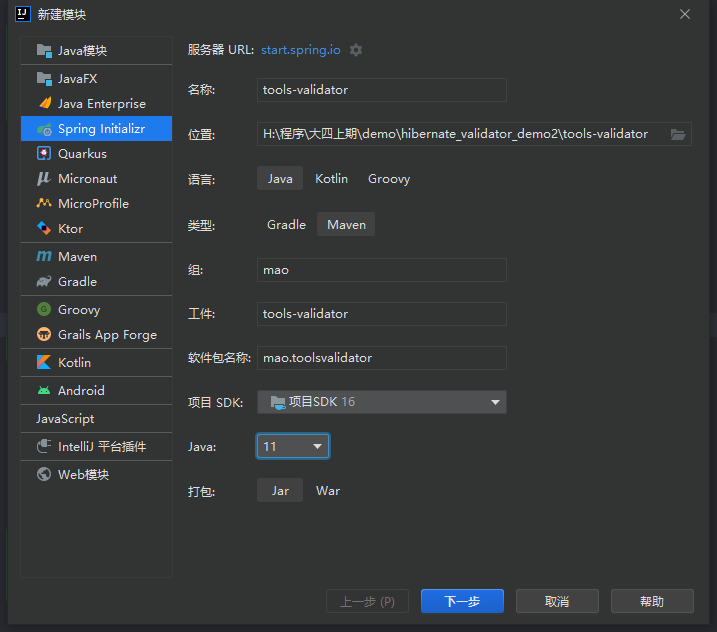 新建模块
Java模块
JavaFX
Java Enterprise
Spring Initializr
Quarkus
Micronaut
MicroProfile
Ktor
Maven
Gradle
Groovy
Grails App Forge
Kotlin
Android
JavaScript
IntelliJ 平台插件
Web模块
服务器 URL: start.spring.io
名称: tools-validator
位置: H:\程序\大四上期\demo\hibernate_validator_demo2\tools-validator
语言: Java Kotlin Groovy
类型: Gradle Maven
组: mao
工件: tools-validator
软件包名称: mao.toolsvalidator
项目 SDK: 项目SDK 16
Java: 11
打包: Jar War
上一步 (P) 下一步 取消 帮助